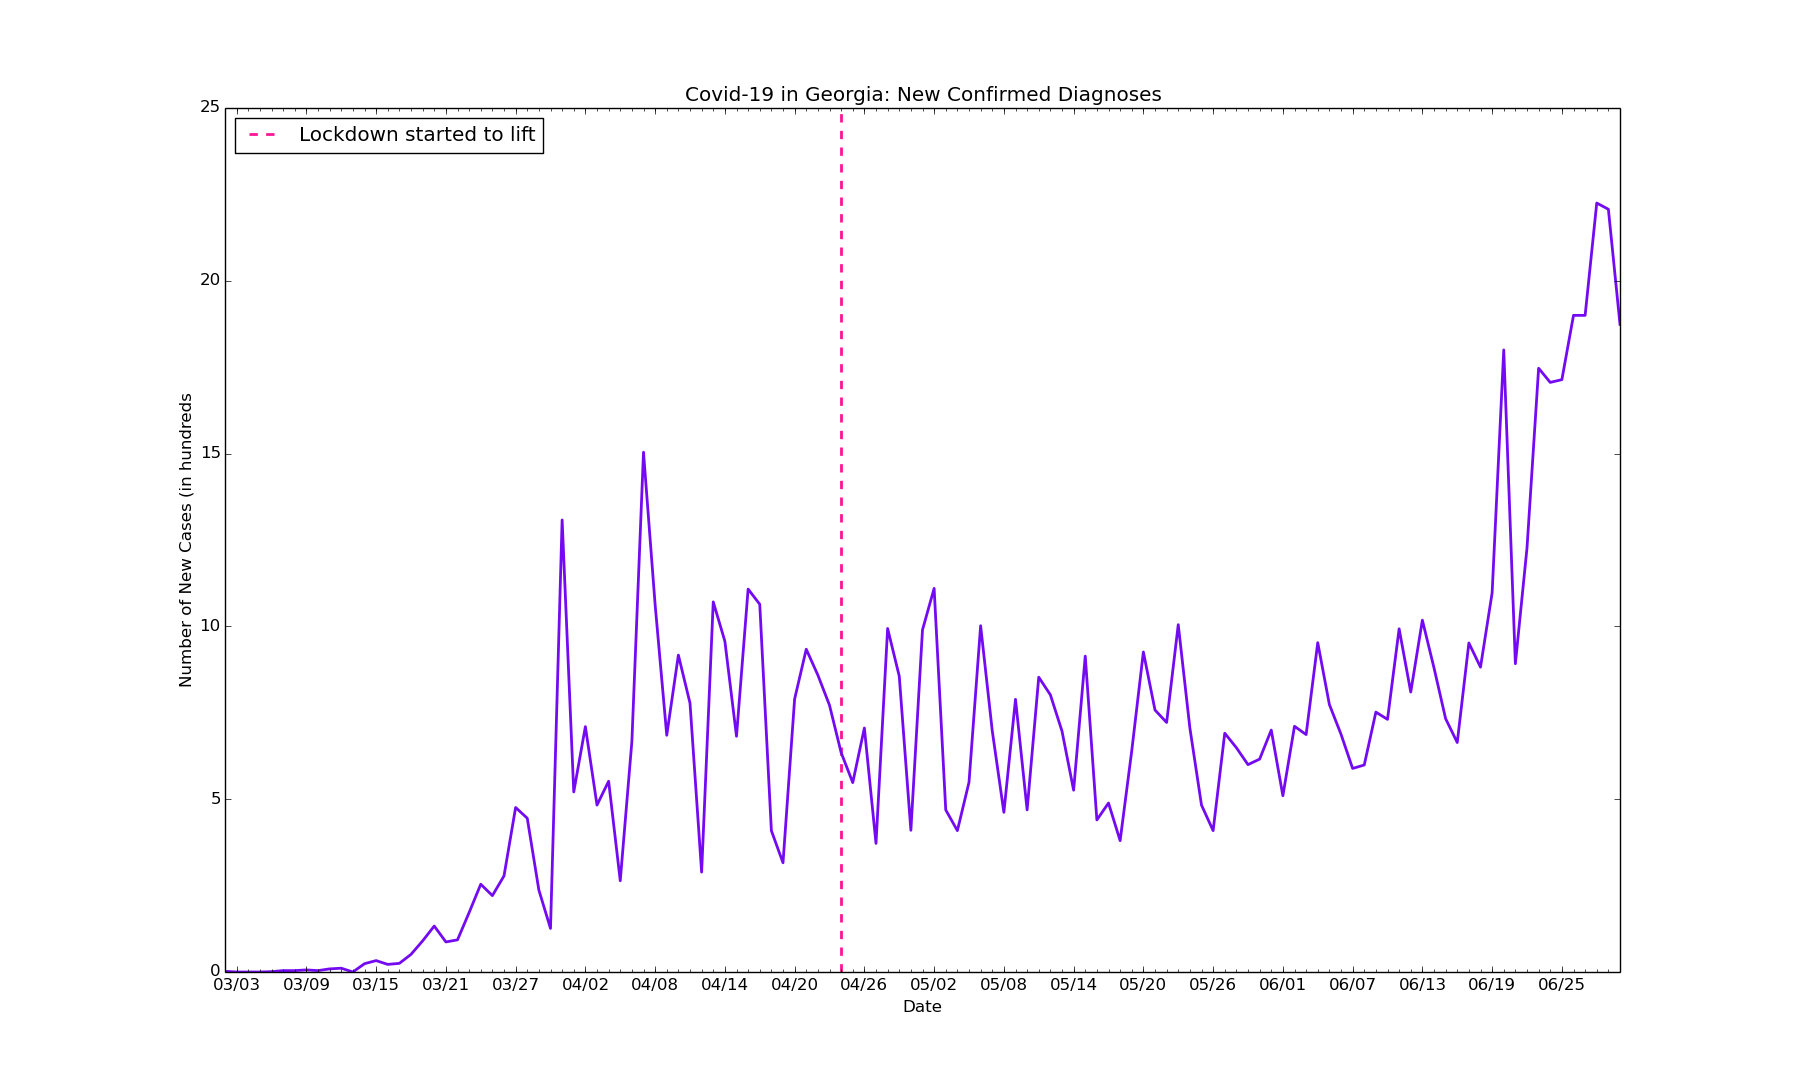 Covid-19 in Georgia: New Confirmed Diagnoses
Lockdown started to lift
Number of New Cases (in hundreds
25
20
15
10
5
0
03/03 03/09 03/15 03/21 03/27 04/02 04/08 04/14 04/20 04/26 05/02 05/08 05/14 05/20 05/26 06/01 06/07 06/13 06/19 06/25
Date